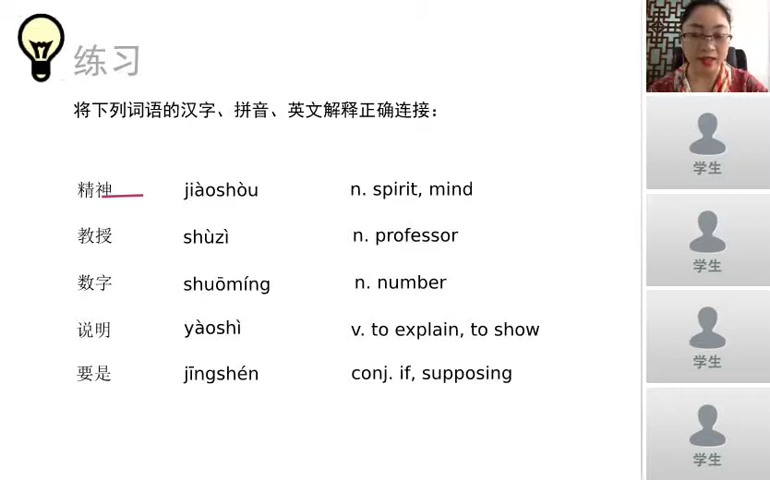 练习
将下列词语的汉字、拼音、英文解释正确连接：
精神 jiàoshòu n. spirit, mind
教授 shùzì n. professor
数字 shuōmíng n. number
说明 yàoshì v. to explain, to show
要是 jīngshén conj. if, supposing
学生
学生
学生
学生